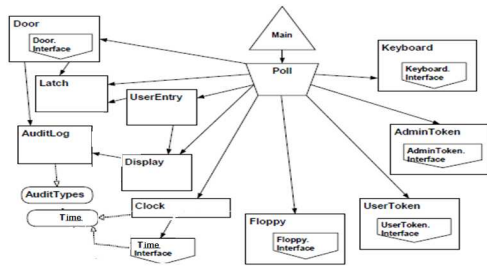 Door
Door.
Interface
Main
Keyboard
Keyboard.
Interface
Poll
Latch
UserEntry
AuditLog
AdminToken
AdminToken.
Interface
Display
AuditTypes
Time
Clock
Time
Interface
Floppy
Floppy.
Interface
UserToken
UserToken.
Interface